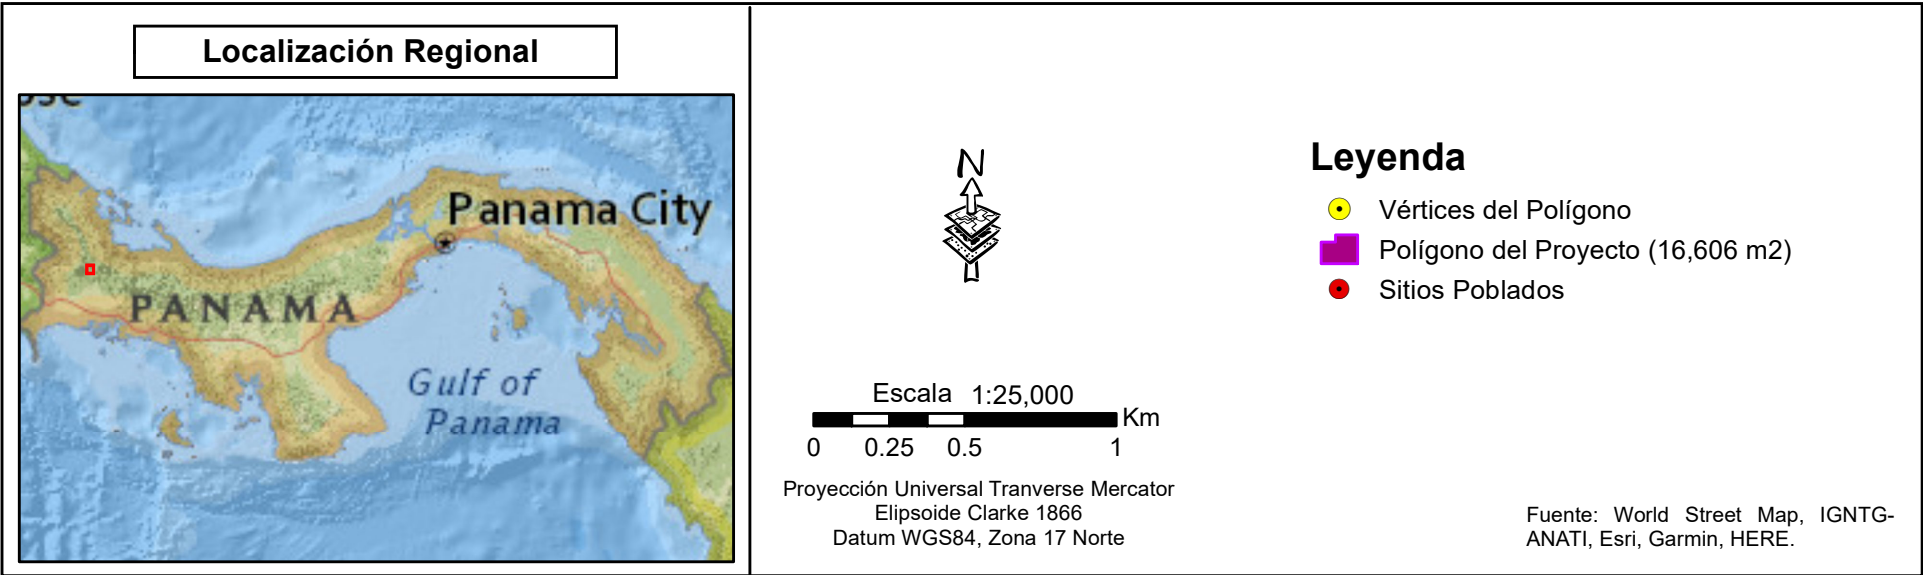 Localización Regional
Panama City
PANAMA
Gulf of
Panama
N
Escala 1:25,000
Km
0 0.25 0.5 1
Proyección Universal Tranverse Mercator
Elipsoide Clarke 1866
Datum WGS84, Zona 17 Norte
Leyenda
Vértices del Polígono
Polígono del Proyecto (16,606 m2)
Sitios Poblados
Fuente: World Street Map, IGNTG-
ANATI, Esri, Garmin, HERE.